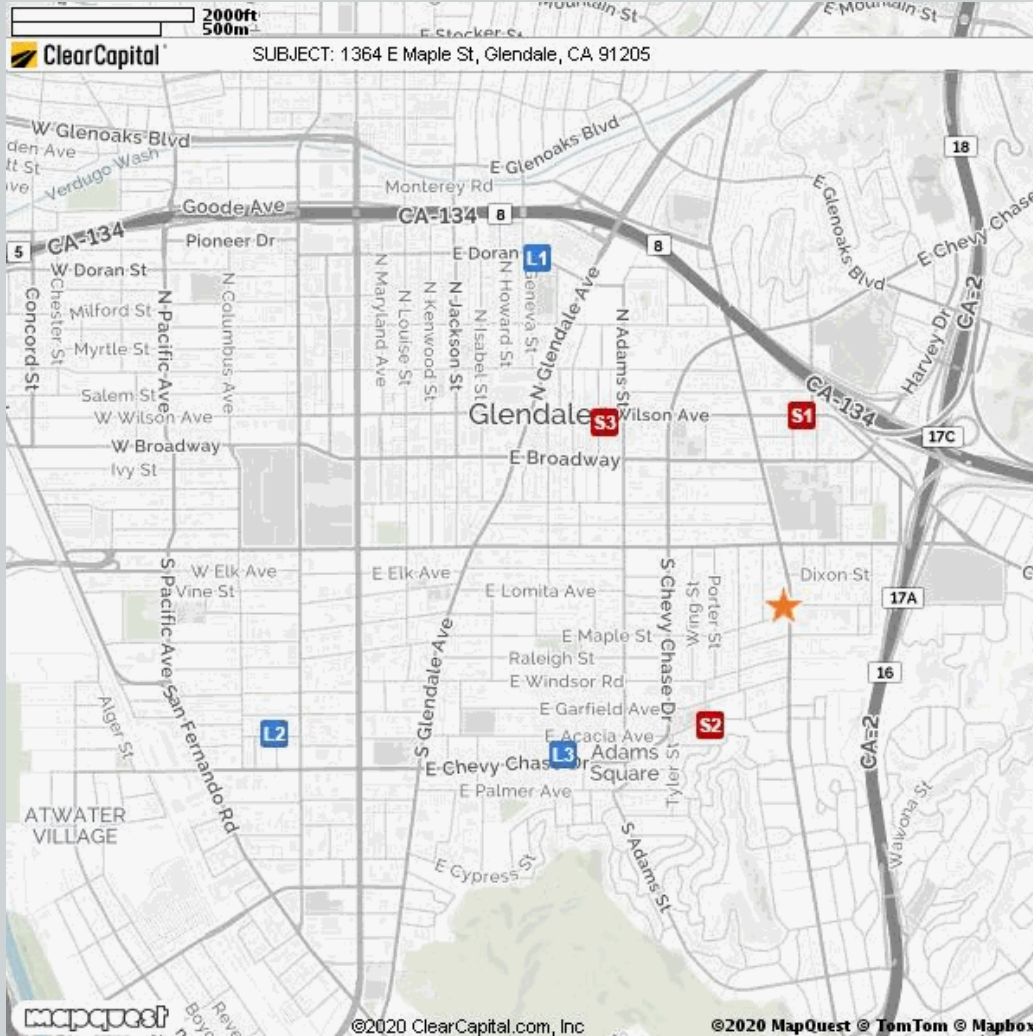 2000ft
500m
Mountain St
E Mountain St
E Stocker St
ClearCapital
SUBJECT: 1364 E Maple St, Glendale, CA 91205
W Glenoaks Blvd
E Glenoaks Blvd
den Ave
tt St
Verdugo Wash
18
Monterey Rd
E Glenoaks Blvd
E Chevy Chase
Goode Ave
CA-134
8
5
CA-134
Pioneer Dr
8
W Doran St
E Doran
L1
CA-2
Concord St
Chester St
N Pacific Ave
N Columbus Ave
N Maryland Ave
N Louise St
N Kenwood St
N Jackson St
N Isabel St
N Howard St
Geneva St
N Glendale Ave
N Adams St
Harvey Dr
Milford St
Myrtle St
Salem St
W Wilson Ave
Glendale
S3
Wilson Ave
S1
CA-134
17C
W Broadway
E Broadway
Ivy St
W Elk Ave
E Elk Ave
Dixon St
Vine St
E Lomita Ave
17A
S Pacific Ave
S Chevy Chase Dr
Wing St
Porter St
E Maple St
Raleigh St
E Windsor Rd
16
S Glendale Ave
E Garfield Ave
S2
Alger St
San Fernando Rd
L2
E Acacia Ave
L3
Adams
Square
E Chevy Chase Dr
Tyler St
CA-2
E Palmer Ave
ATWATER
VILLAGE
Wawona St
S Adams St
E Cypress St
mapquest
©2020 ClearCapital.com, Inc
©2020 MapQuest © TomTom © Mapbo